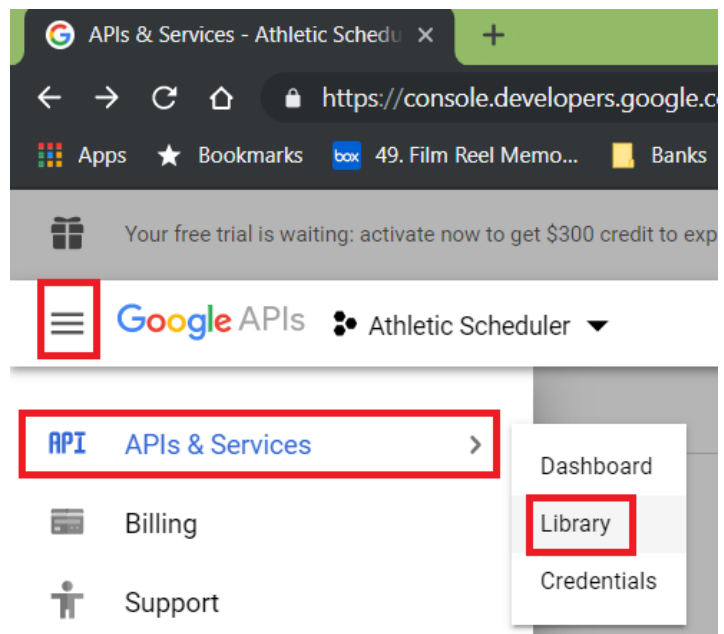 APIs & Services - Athletic Schedu
https://console.developers.google.c
Apps Bookmarks box 49. Film Reel Memo... Banks
Your free trial is waiting: activate now to get $300 credit to exp
Google APIs Athletic Scheduler
API APIs & Services
Dashboard
Billing
Library
Credentials
Support